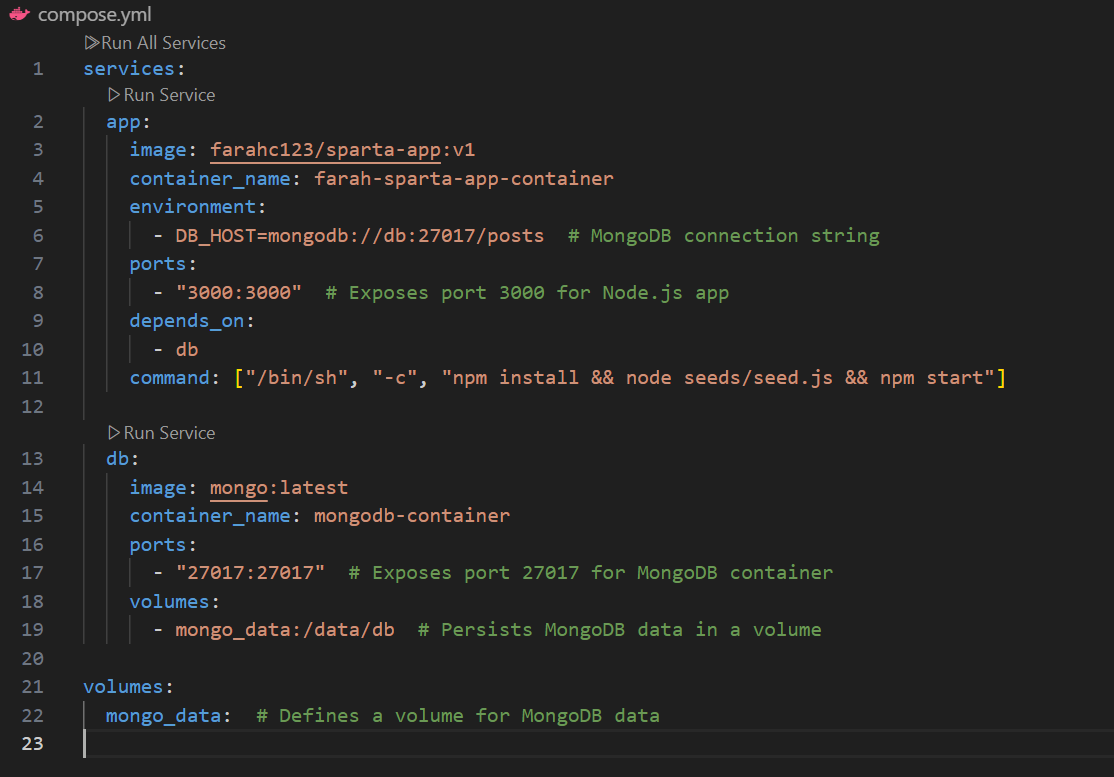 compose.yml
Run All Services
1 services:
Run Service
2 app:
3 image: farahc123/sparta-app:v1
4 container_name: farah-sparta-app-container
5 environment:
6 - DB_HOST=mongodb://db:27017/posts  # MongoDB connection string
7 ports:
8 - "3000:3000"  # Exposes port 3000 for Node.js app
9 depends_on:
10 - db
11 command: ["/bin/sh", "-c", "npm install && node seeds/seed.js && npm start"]
12
Run Service
13 db:
14 image: mongo:latest
15 container_name: mongodb-container
16 ports:
17 - "27017:27017"  # Exposes port 27017 for MongoDB container
18 volumes:
19 - mongo_data:/data/db  # Persists MongoDB data in a volume
20
21 volumes:
22 mongo_data:  # Defines a volume for MongoDB data
23